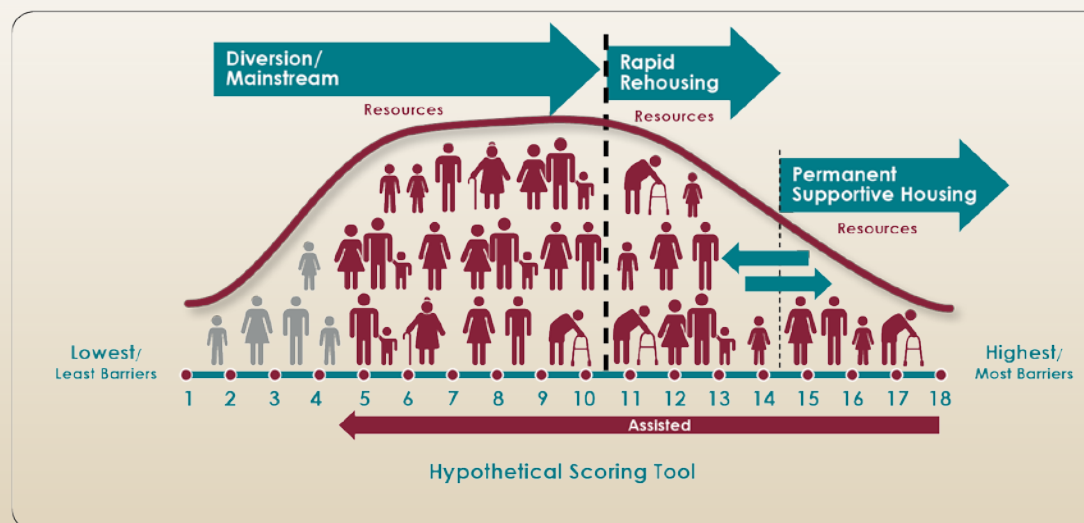 Diversion/
Mainstream
Resources
Rapid
Rehousing
Resources
Permanent
Supportive Housing
Resources
Lowest/
Least Barriers
Highest/
Most Barriers
1 2 3 4 5 6 7 8 9 10 11 12 13 14 15 16 17 18
Assisted
Hypothetical Scoring Tool